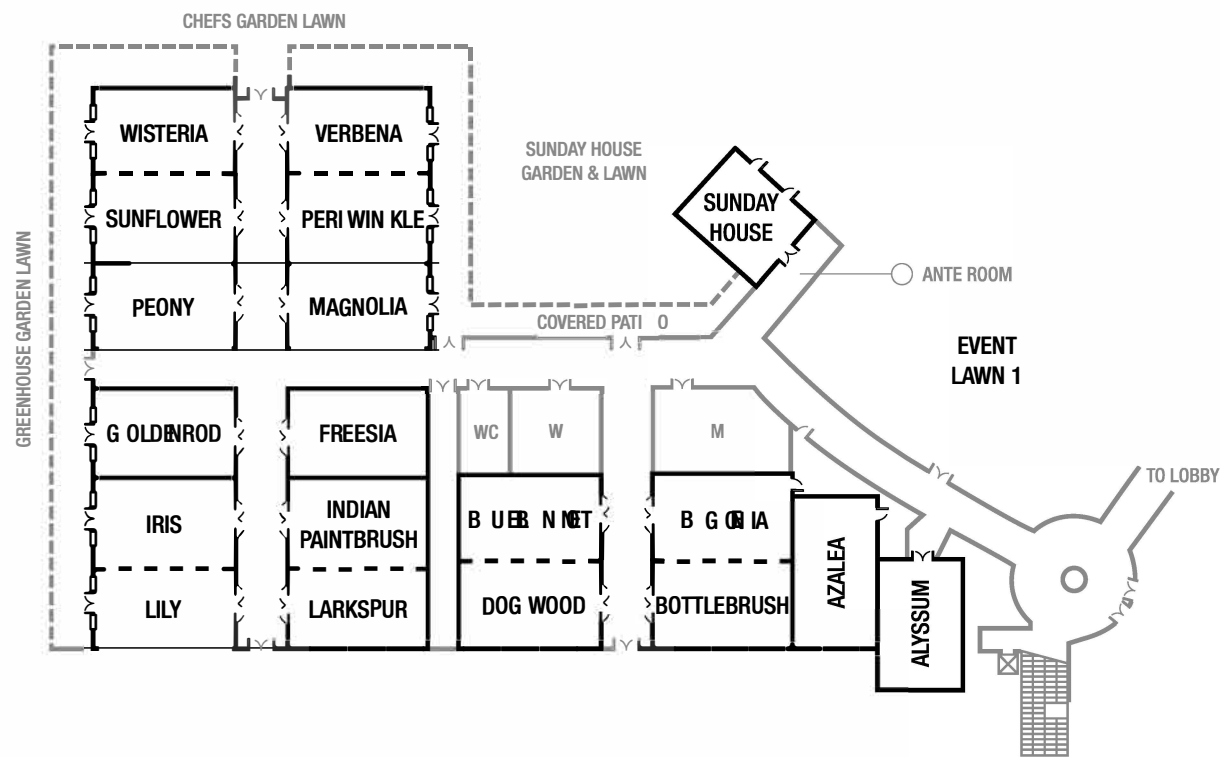 CHEFS GARDEN LAWN
WISTERIA
VERBENA
SUNDAY HOUSE
GARDEN & LAWN
SUNFLOWER
PERI WIN KLE
SUNDAY
HOUSE
GREENHOUSE GARDEN LAWN
ANTE ROOM
PEONY
MAGNOLIA
COVERED PATI O
EVENT
LAWN 1
G OLDENROD
FREESIA
WC
W
M
TO LOBBY
IRIS
INDIAN
PAINTBRUSH
AZALEA
LILY
LARKSPUR
DOG WOOD
BOTTLEBRUSH
ALYSSUM